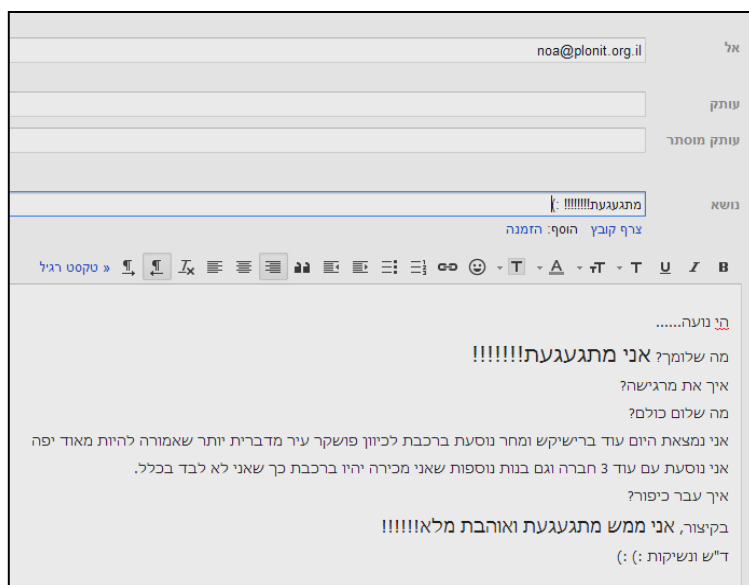 אל noa@plonit.org.il
עותק
עותק מוסתר
נושא מתגעגעת!!!!!!!! :)
צרף קובץ הוסף: הזמנה
B I U T - тT - A - T - « טקסט רגיל
הי נועה......
מה שלומך? אני מתגעגעת!!!!!!!
איך את מרגישה?
מה שלום כולם?
אני נמצאת היום עוד ברישיקש ומחר נוסעת ברכבת לכיוון פושקר עיר מדברית יותר שאמורה להיות מאוד יפה
אני נוסעת עם עוד 3 חברה וגם בנות נוספות שאני מכירה יהיו ברכבת כך שאני לא לבד בכלל.
איך עבר כיפור?
בקיצור, אני ממש מתגעגעת ואוהבת מלא!!!!!!
ד"ש ונשיקות :) :)